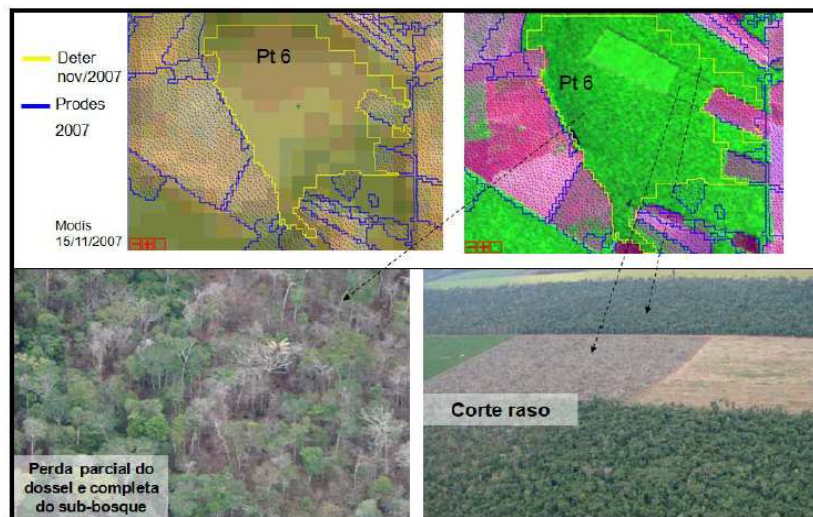 Deter
nov/2007
Prodes
2007
Modis
15/11/2007
Pt 6
Pt 6
Perda parcial do
dossel e completa
do sub-bosque
Corte raso